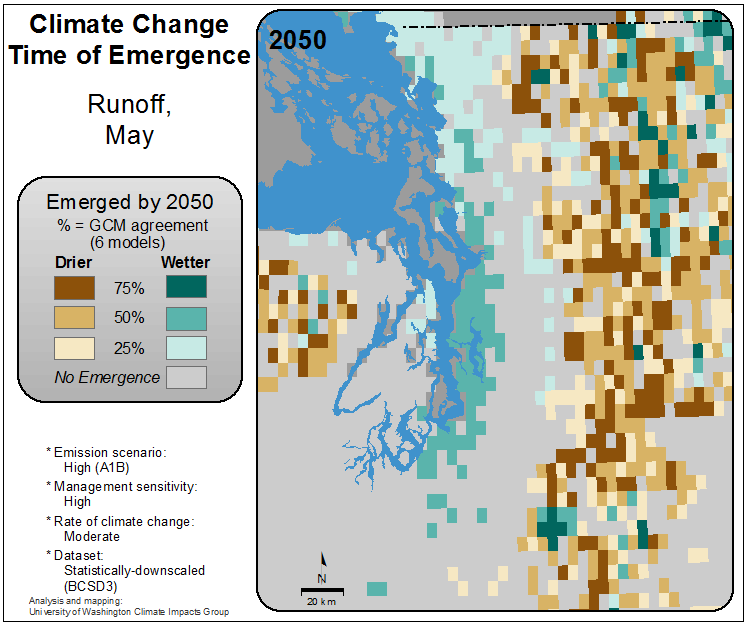 Climate Change
Time of Emergence
Runoff,
May
Emerged by 2050
% = GCM agreement
(6 models)
Drier Wetter
75%
50%
25%
No Emergence
* Emission scenario:
High (A1B)
* Management sensitivity:
High
* Rate of climate change:
Moderate
* Dataset:
Statistically-downscaled
(BCSD3)
Analysis and mapping:
University of Washington Climate Impacts Group
2050
N
20 km